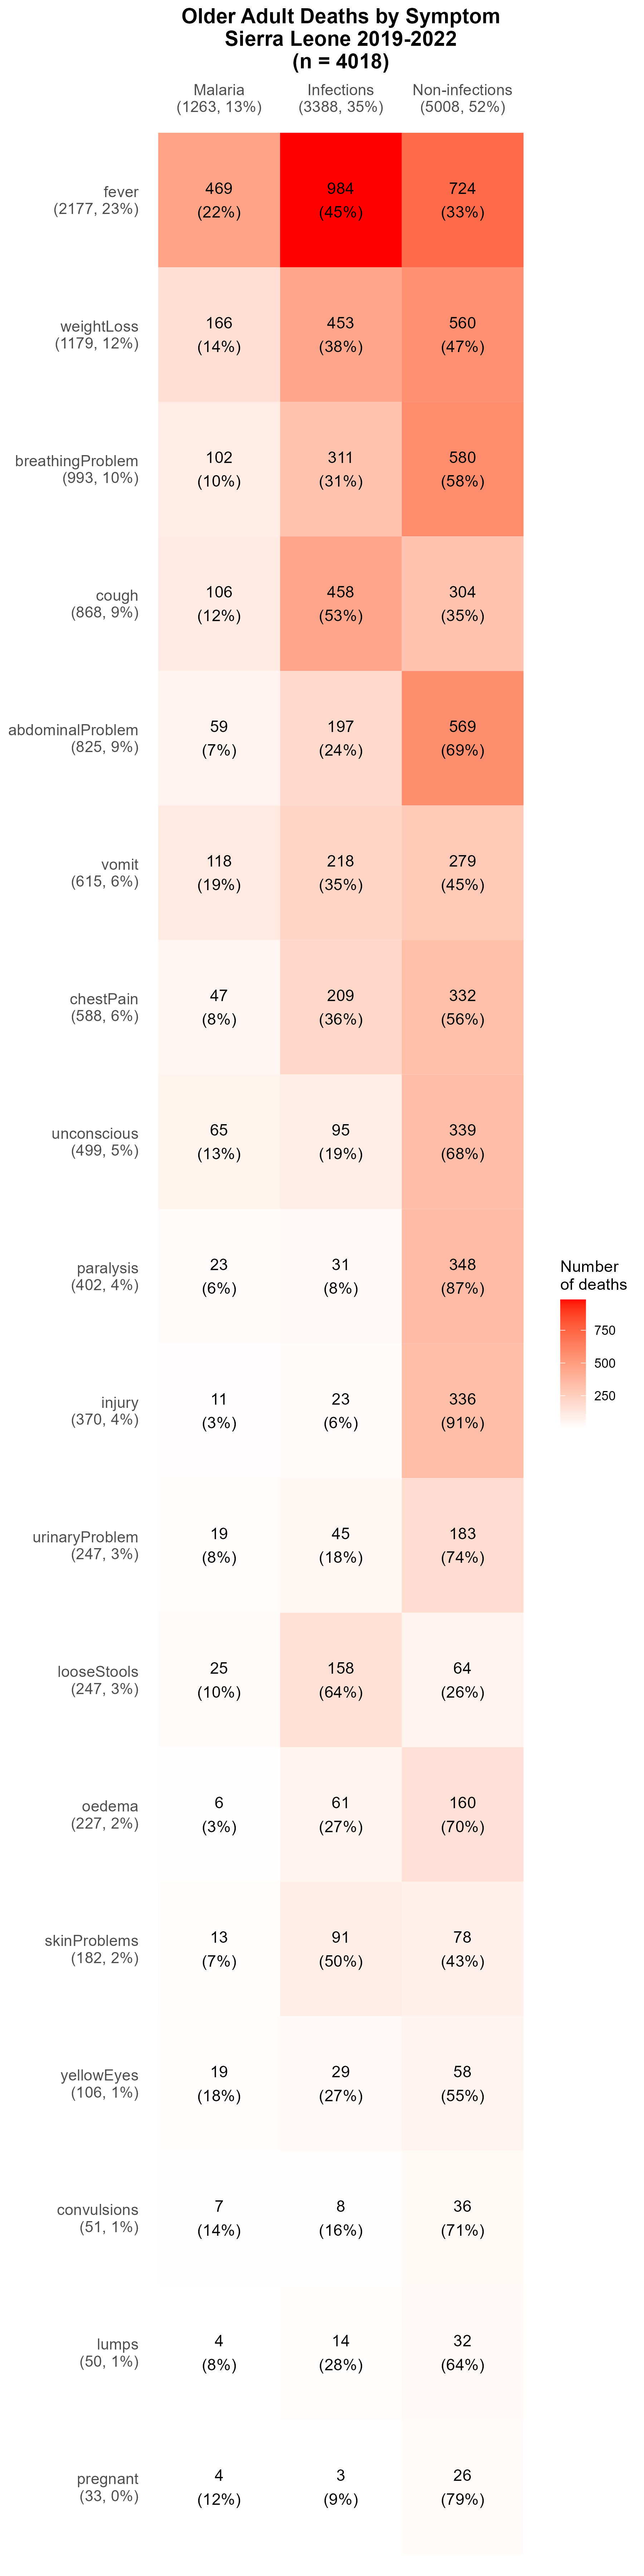 Older Adult Deaths by Symptom
Sierra Leone 2019-2022
(n = 4018)
Malaria Infections Non-infections
(1263, 13%) (3388, 35%) (5008, 52%)
fever 469 984 724
(2177, 23%) (22%) (45%) (33%)
weightLoss 166 453 560
(1179, 12%) (14%) (38%) (47%)
breathingProblem 102 311 580
(993, 10%) (10%) (31%) (58%)
cough 106 458 304
(868, 9%) (12%) (53%) (35%)
abdominalProblem 59 197 569
(825, 9%) (7%) (24%) (69%)
vomit 118 218 279
(615, 6%) (19%) (35%) (45%)
chestPain 47 209 332
(588, 6%) (8%) (36%) (56%)
unconscious 65 95 339
(499, 5%) (13%) (19%) (68%)
paralysis 23 31 348
(402, 4%) (6%) (8%) (87%)
injury 11 23 336
(370, 4%) (3%) (6%) (91%)
urinaryProblem 19 45 183
(247, 3%) (8%) (18%) (74%)
looseStools 25 158 64
(247, 3%) (10%) (64%) (26%)
oedema 6 61 160
(227, 2%) (3%) (27%) (70%)
skinProblems 13 91 78
(182, 2%) (7%) (50%) (43%)
yellowEyes 19 29 58
(106, 1%) (18%) (27%) (55%)
convulsions 7 8 36
(51, 1%) (14%) (16%) (71%)
lumps 4 14 32
(50, 1%) (8%) (28%) (64%)
pregnant 4 3 26
(33, 0%) (12%) (9%) (79%)
Number
of deaths
750
500
250